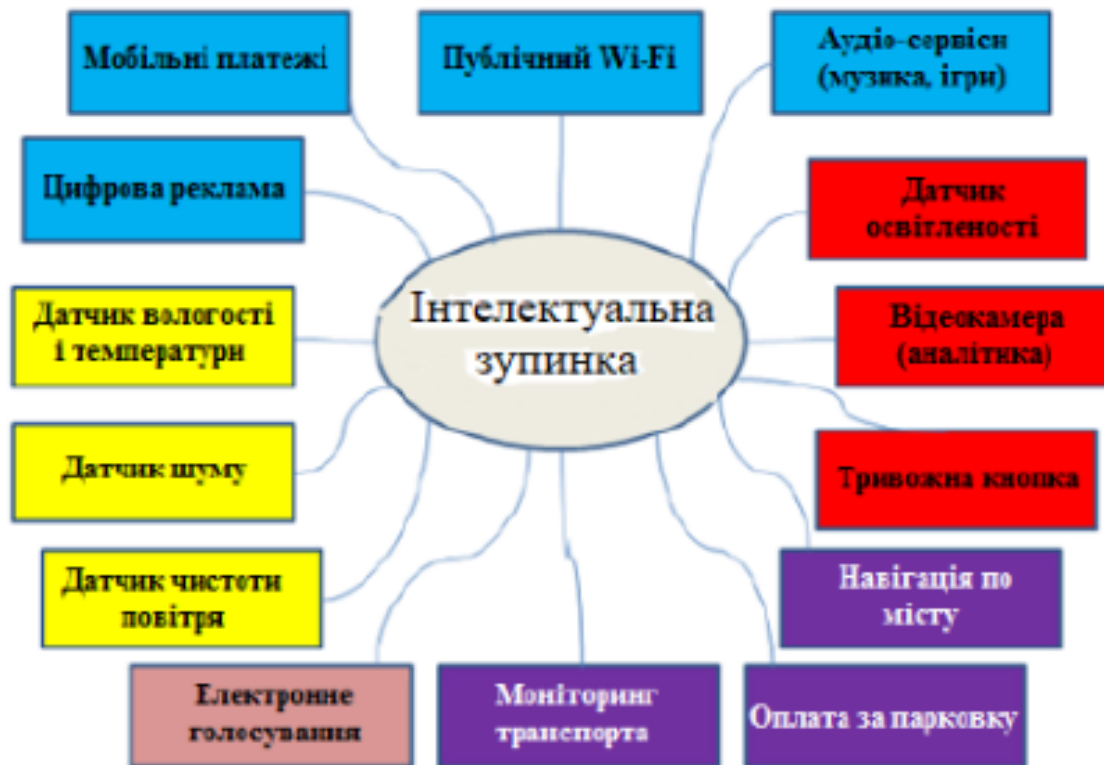 Мобільні платежі
Публічний Wi-Fi
Аудіо-сервіси
(музика, ігри)
Цифрова реклама
Датчик
освітленості
Інтелектуальна
зупинка
Датчик вологості
і температури
Відеокамера
(аналітика)
Датчик шуму
Тривожна кнопка
Датчик чистоти
повітря
Навігація по
місту
Електронне
голосування
Моніторинг
транспорта
Оплата за парковку